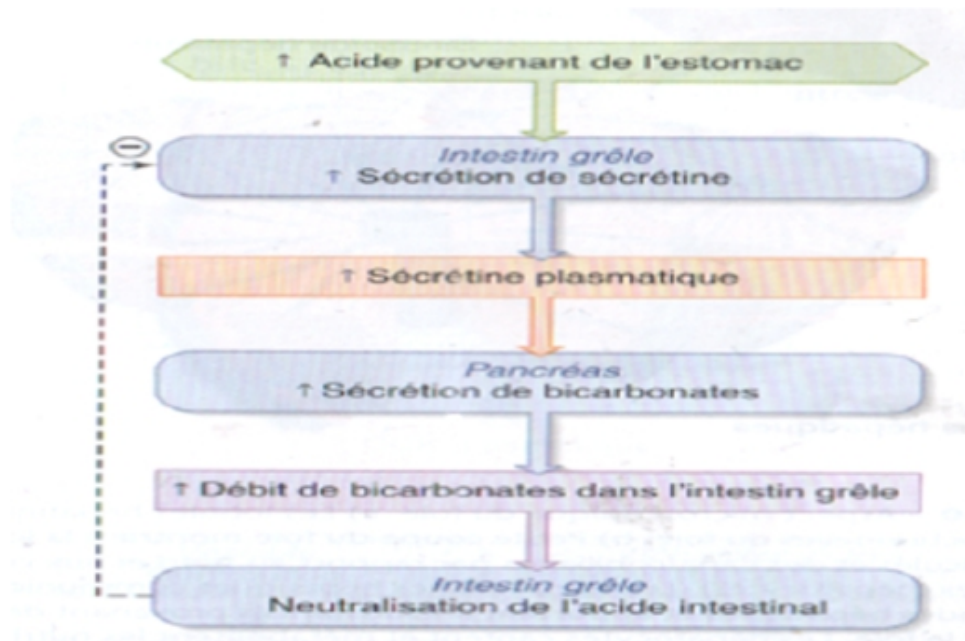 ↑ Acide provenant de l'estomac
Intestin grêle
↑ Sécrétion de sécrétine
↑ Sécrétine plasmatique
Pancréas
↑ Sécrétion de bicarbonates
↑ Débit de bicarbonates dans l'intestin grêle
Intestin grêle
Neutralisation de l'acide intestinal